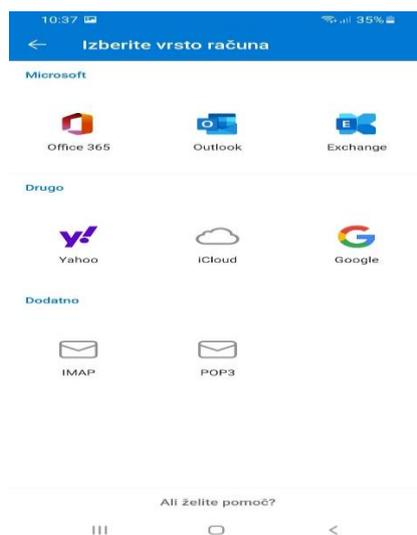 10:37 35%
Izberite vrsto računa
Microsoft
Office 365 Outlook Exchange
Drugo
Yahoo iCloud Google
Dodatno
IMAP POP3
Ali želite pomoč?